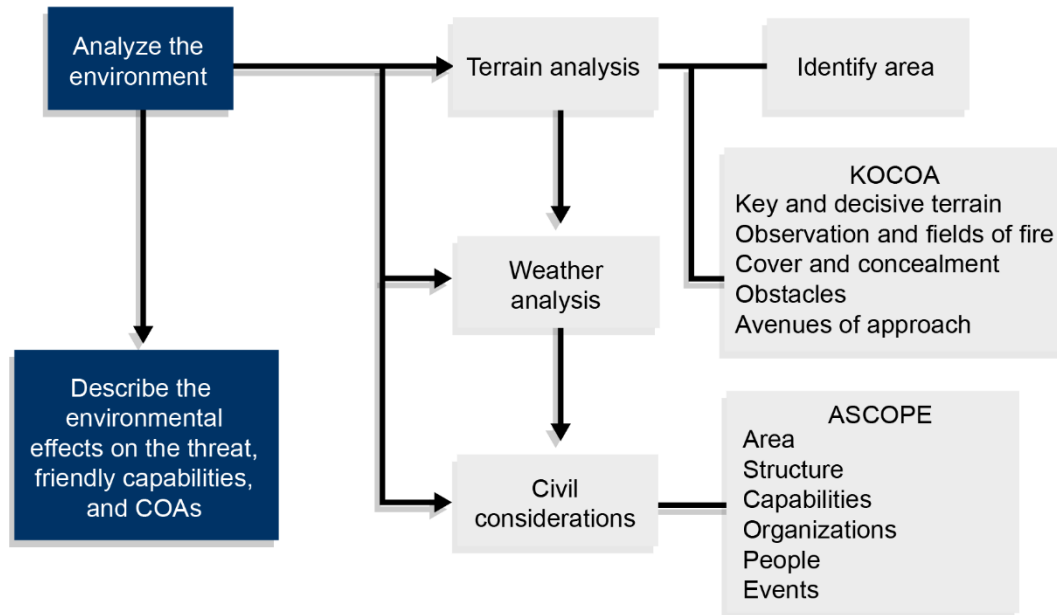 Analyze the
environment
Terrain analysis
Identify area
KOCOA
Key and decisive terrain
Observation and fields of fire
Cover and concealment
Obstacles
Avenues of approach
Weather
analysis
Describe the
environmental
effects on the threat,
friendly capabilities,
and COAs
Civil
considerations
ASCOPE
Area
Structure
Capabilities
Organizations
People
Events